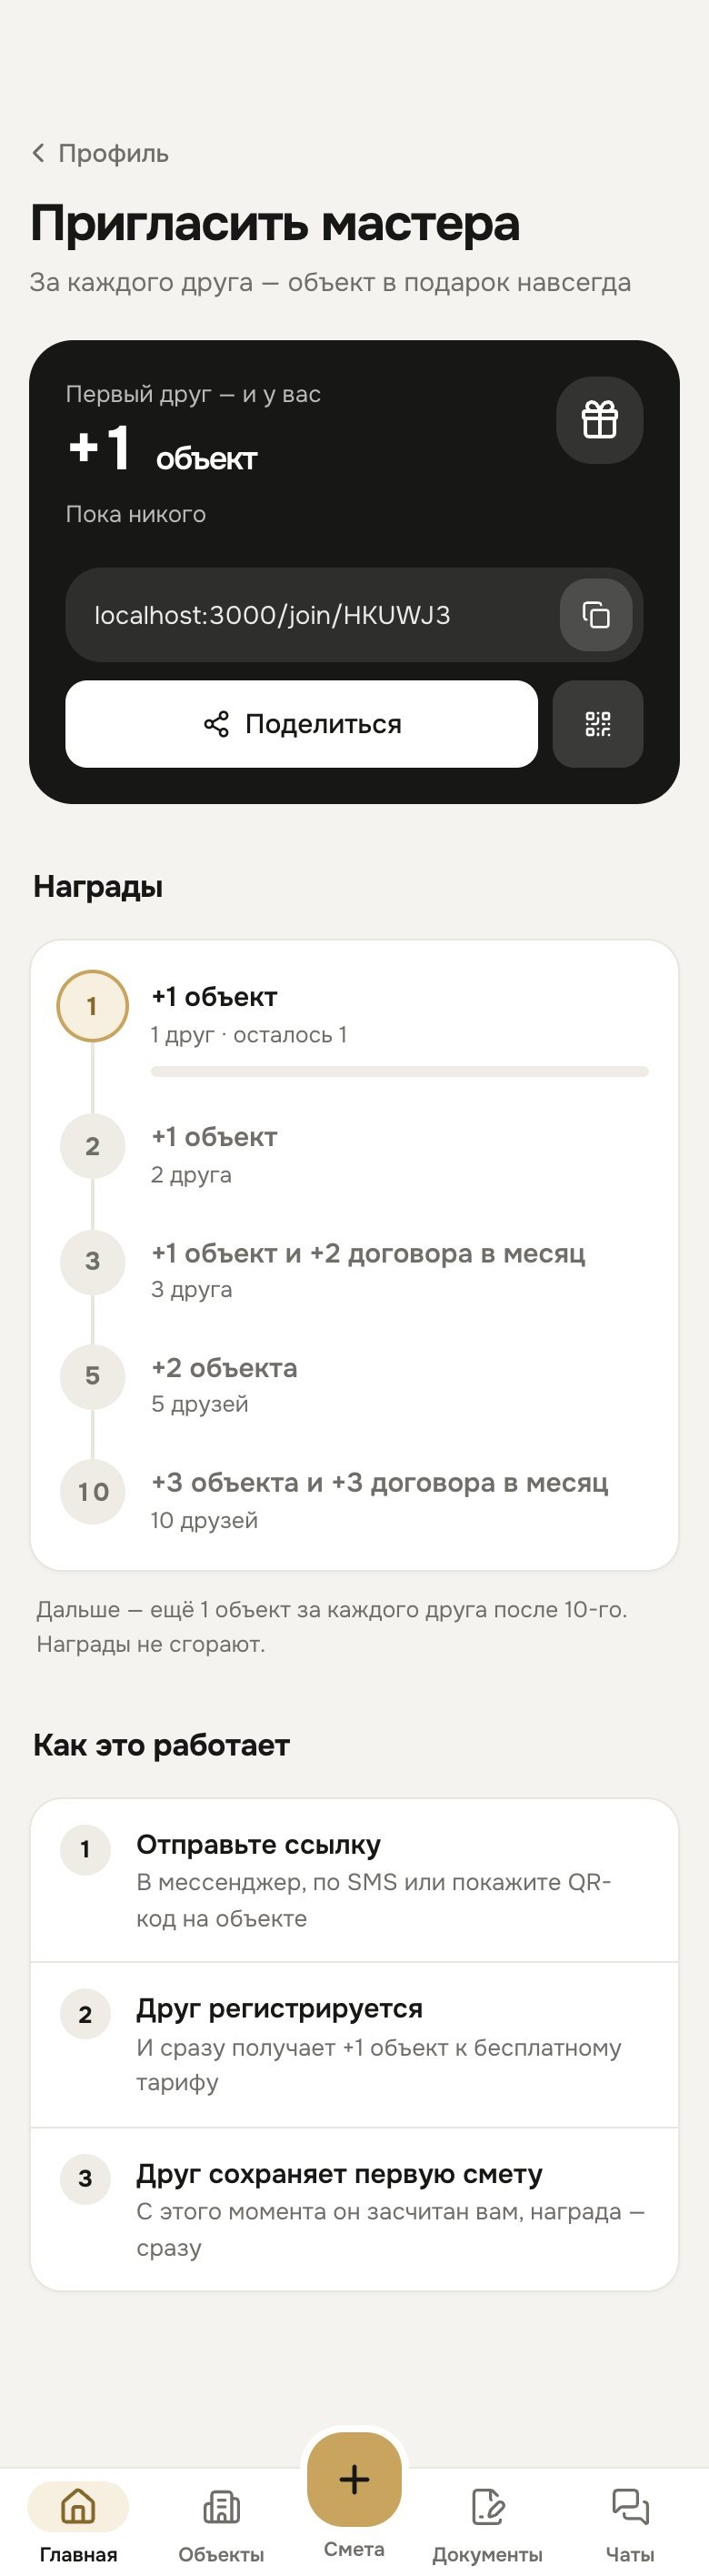 Профиль
Пригласить мастера
За каждого друга — объект в подарок навсегда
Первый друг — и у вас
+1 объект
Пока никого
localhost:3000/join/HKUWJ3
Поделиться
Награды
1
+1 объект
1 друг · осталось 1
2
+1 объект
2 друга
3
+1 объект и +2 договора в месяц
3 друга
5
+2 объекта
5 друзей
10
+3 объекта и +3 договора в месяц
10 друзей
Дальше — ещё 1 объект за каждого друга после 10-го.
Награды не сгорают.
Как это работает
1
Отправьте ссылку
В мессенджер, по SMS или покажите QR-
код на объекте
2
Друг регистрируется
И сразу получает +1 объект к бесплатному
тарифу
3
Друг сохраняет первую смету
С этого момента он засчитан вам, награда —
сразу
Главная
Объекты
Смета
Документы
Чаты